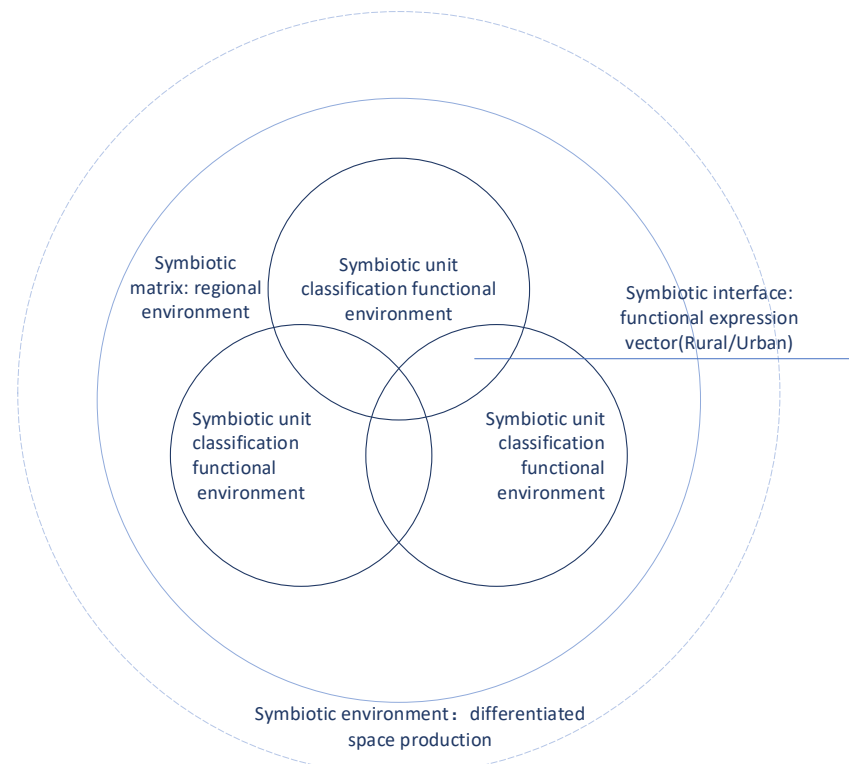 Symbiotic
matrix: regional
environment
Symbiotic unit
classification functional
environment
Symbiotic interface:
functional expression
vector(Rural/Urban)
Symbiotic unit
classification
functional
environment
Symbiotic unit
classification
functional
environment
Symbiotic environment：differentiated
space production